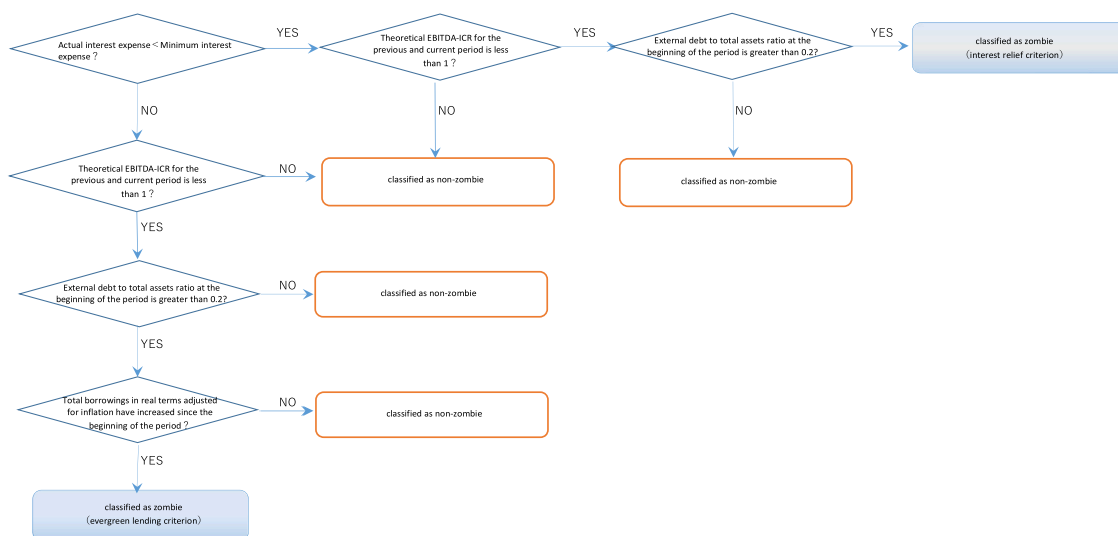 Actual interest expense＜Minimum interest
expense？
YES
Theoretical EBITDA-ICR for the
previous and current period is less
than 1？
YES
External debt to total assets ratio at the
beginning of the period is greater than 0.2?
YES
classified as zombie
（interest relief criterion）
NO
NO
NO
Theoretical EBITDA-ICR for the
previous and current period is less
than 1？
NO
classified as non-zombie
classified as non-zombie
YES
External debt to total assets ratio at the
beginning of the period is greater than 0.2?
NO
classified as non-zombie
YES
Total borrowings in real terms adjusted
for inflation have increased since the
beginning of the period？
NO
classified as non-zombie
YES
classified as zombie
（evergreen lending criterion）